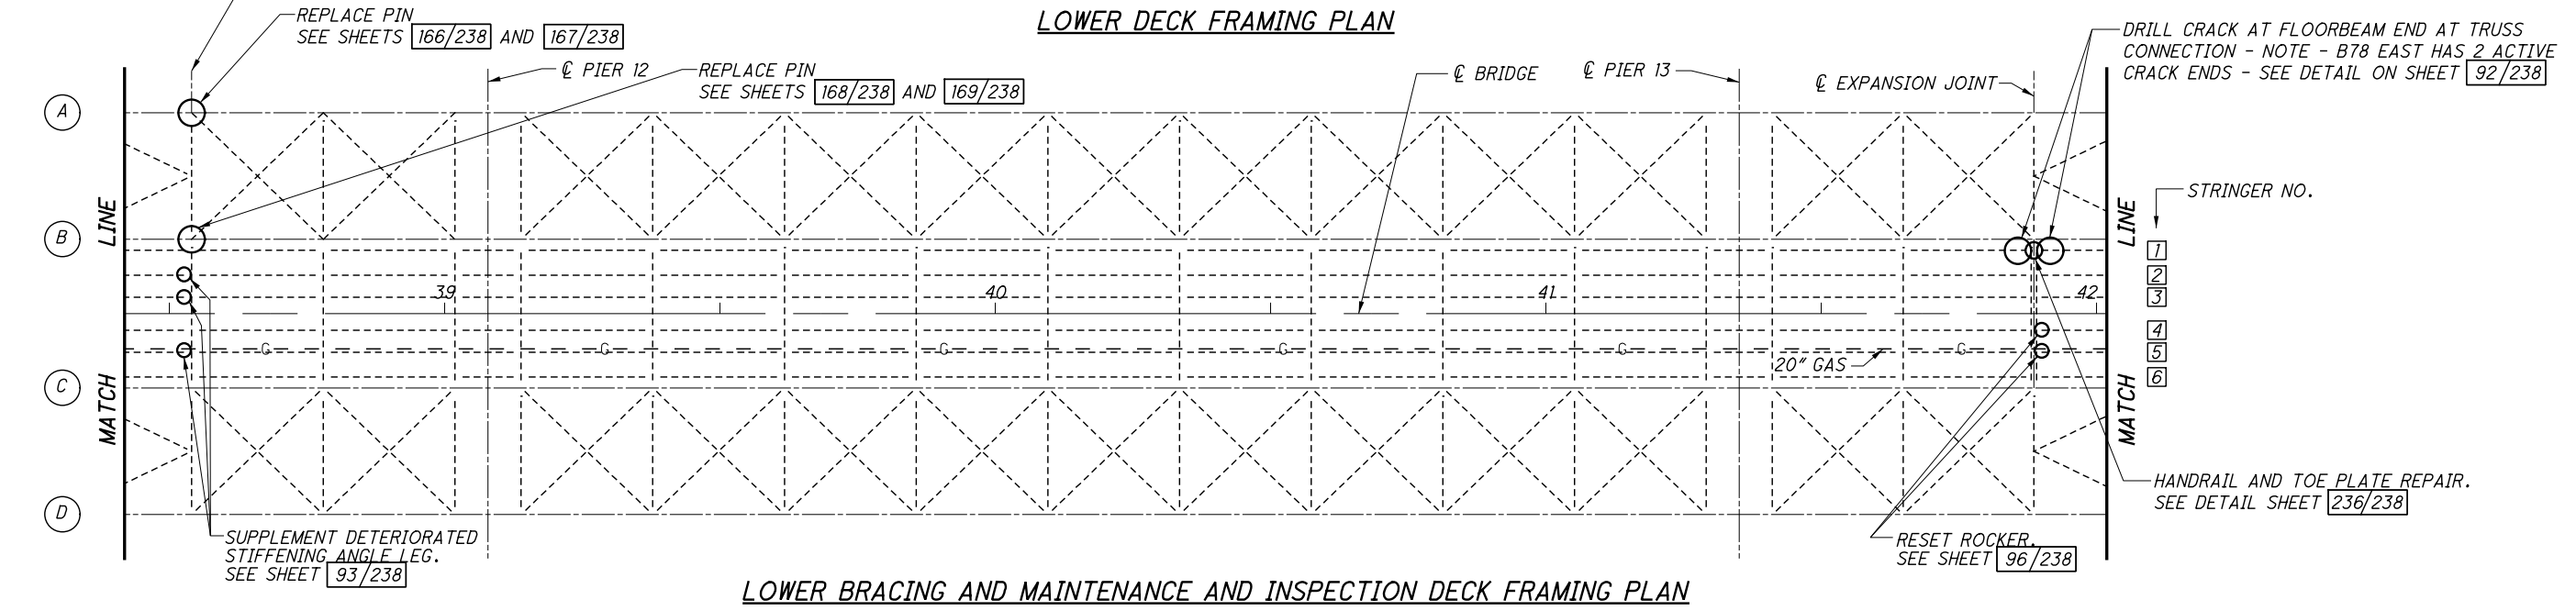 LOWER DECK FRAMING PLAN
REPLACE PIN
SEE SHEETS 166/238 AND 167/238
℄ PIER 12
REPLACE PIN
SEE SHEETS 168/238 AND 169/238
℄ BRIDGE
℄ PIER 13
℄ EXPANSION JOINT
DRILL CRACK AT FLOORBEAM END AT TRUSS
CONNECTION - NOTE - B78 EAST HAS 2 ACTIVE
CRACK ENDS - SEE DETAIL ON SHEET 92/238
A
B
C
D
MATCH LINE
39
40
41
42
G
G
G
G
G
G
20" GAS
MATCH LINE
STRINGER NO.
1
2
3
4
5
6
SUPPLEMENT DETERIORATED
STIFFENING ANGLE LEG.
SEE SHEET 93/238
RESET ROCKER.
SEE SHEET 96/238
HANDRAIL AND TOE PLATE REPAIR.
SEE DETAIL SHEET 236/238
LOWER BRACING AND MAINTENANCE AND INSPECTION DECK FRAMING PLAN